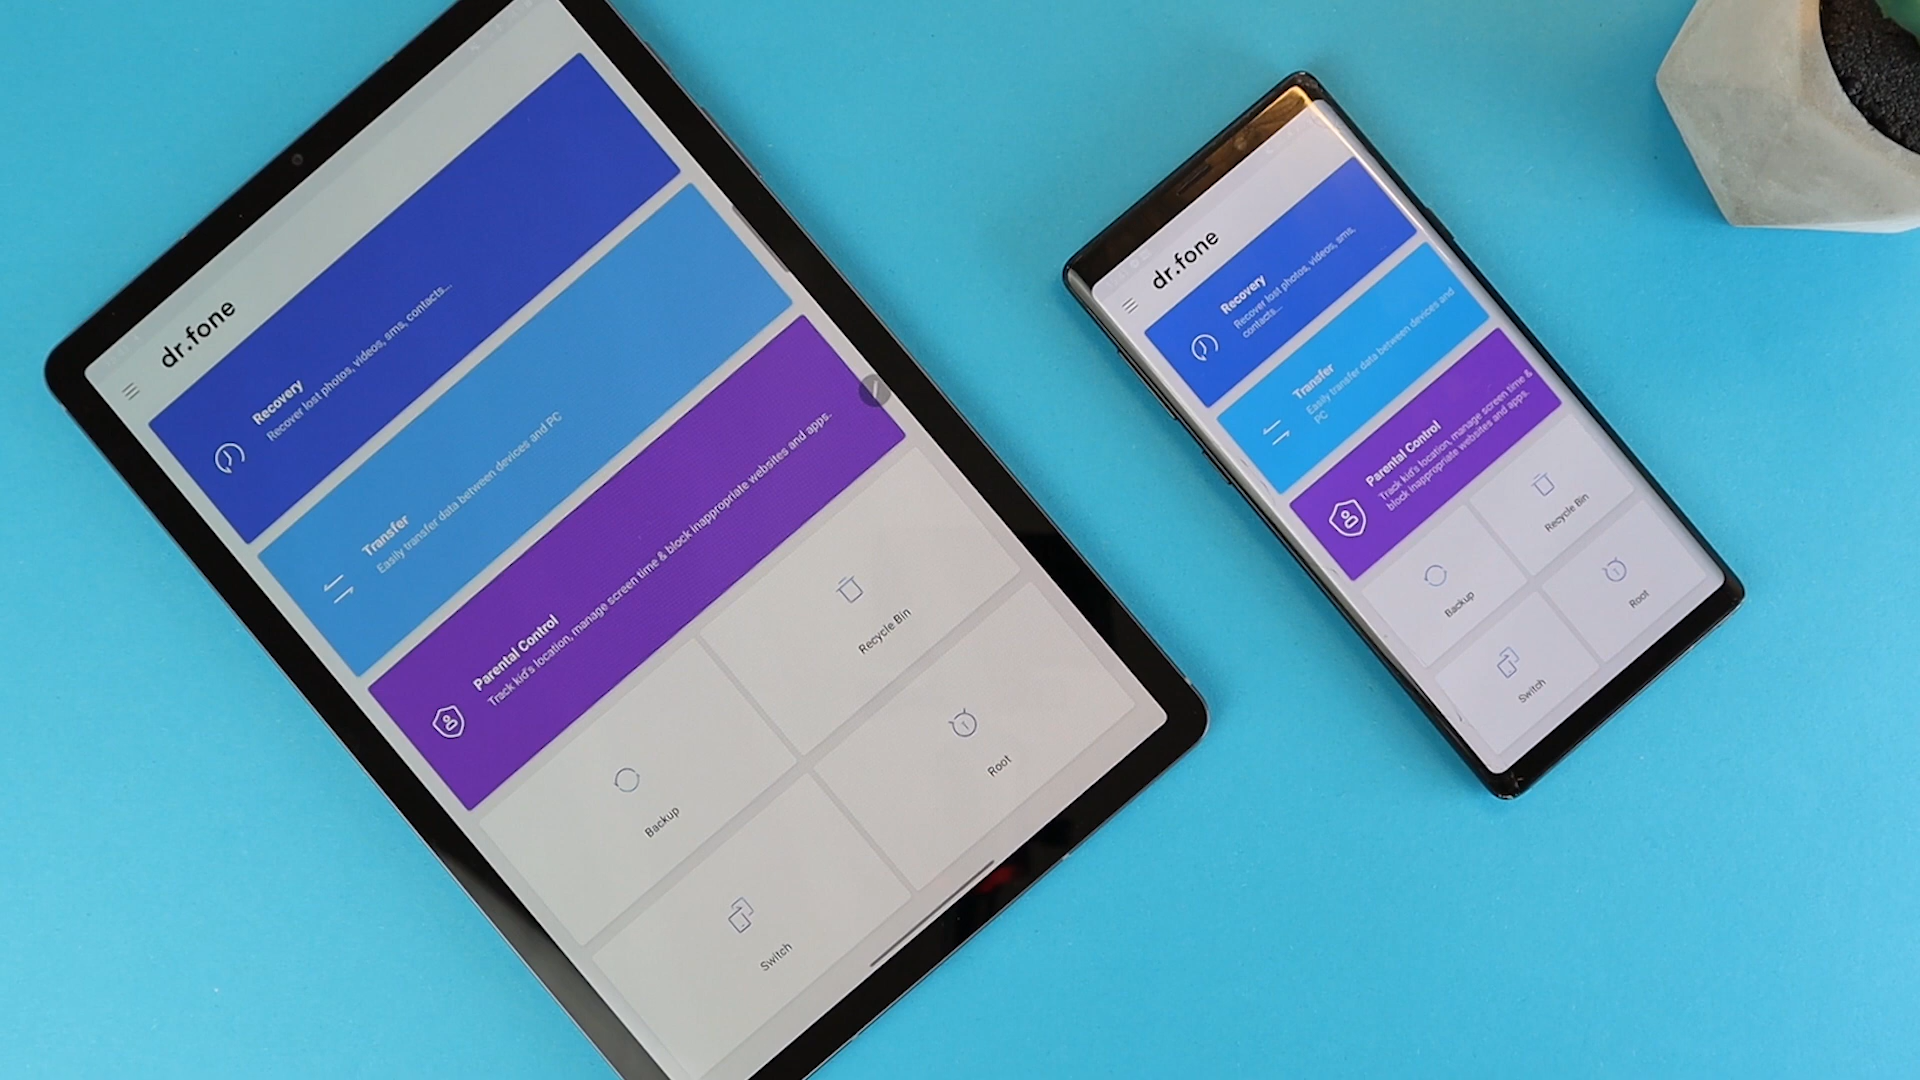 dr.fone
Recovery
Recover lost photos, videos, sms, contacts...
Transfer
Easily transfer data between devices and PC
Parental Control
Track kid's location, manage screen time & block inappropriate websites and apps.
Backup
Recycle Bin
Switch
Root
dr.fone
Recovery
Recover lost photos, videos, sms,
contacts...
Transfer
Easily transfer data between devices and
PC
Parental Control
Track kid's location, manage screen time &
block inappropriate websites and apps.
Backup
Recycle Bin
Switch
Root